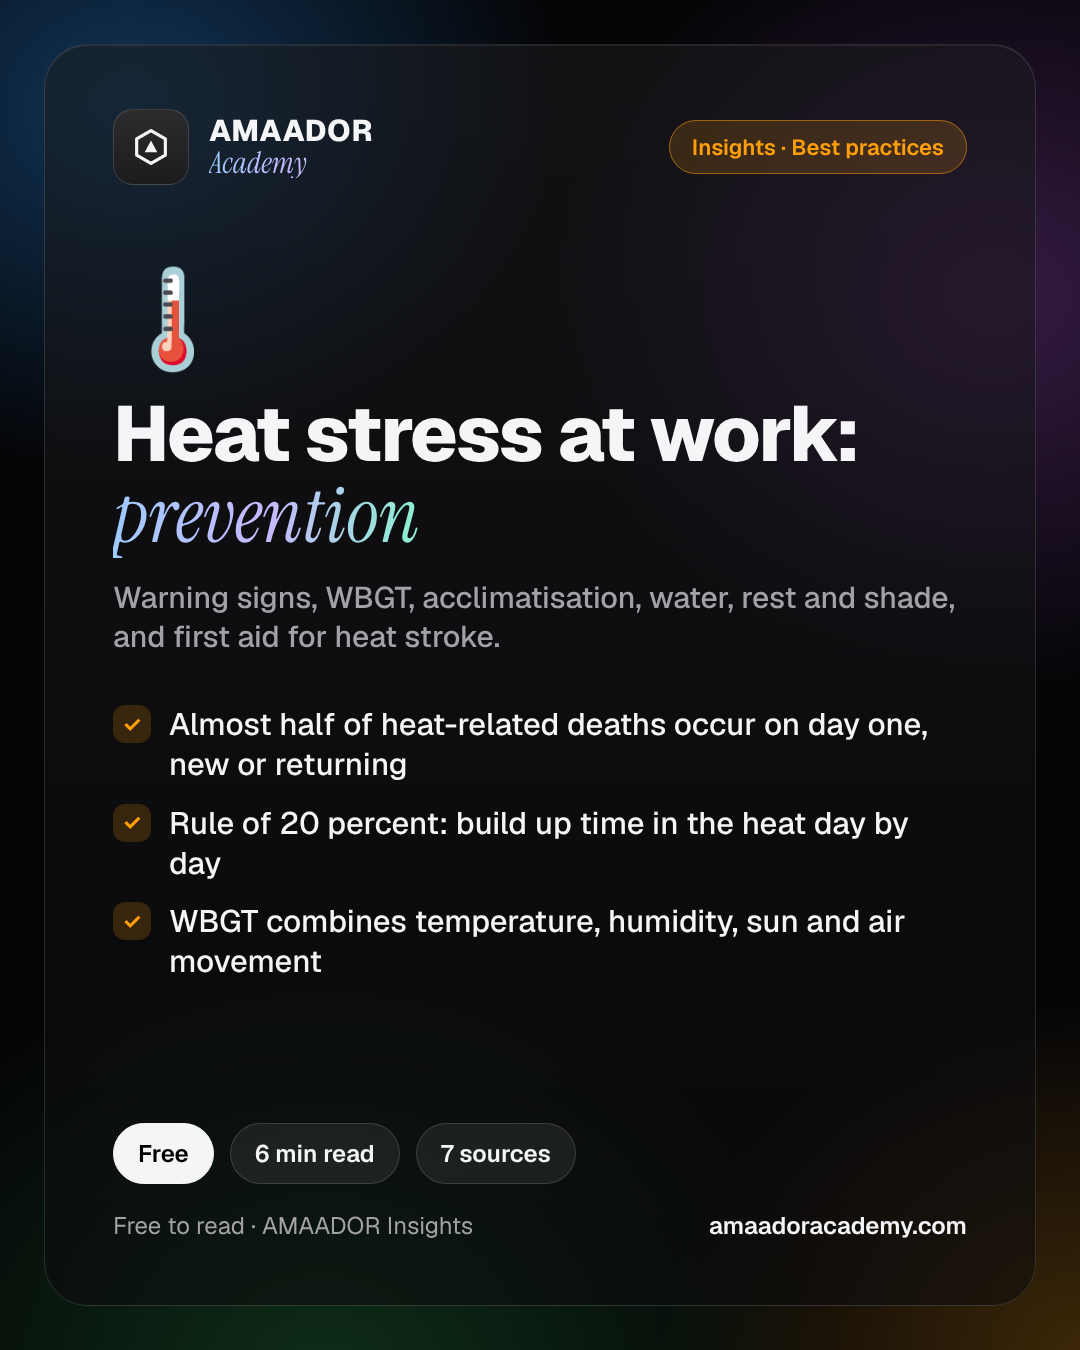 AMAADOR
Academy
Insights · Best practices
Heat stress at work:
prevention
Warning signs, WBGT, acclimatisation, water, rest and shade,
and first aid for heat stroke.
Almost half of heat-related deaths occur on day one,
new or returning
Rule of 20 percent: build up time in the heat day by
day
WBGT combines temperature, humidity, sun and air
movement
Free
6 min read
7 sources
Free to read · AMAADOR Insights
amaadoracademy.com